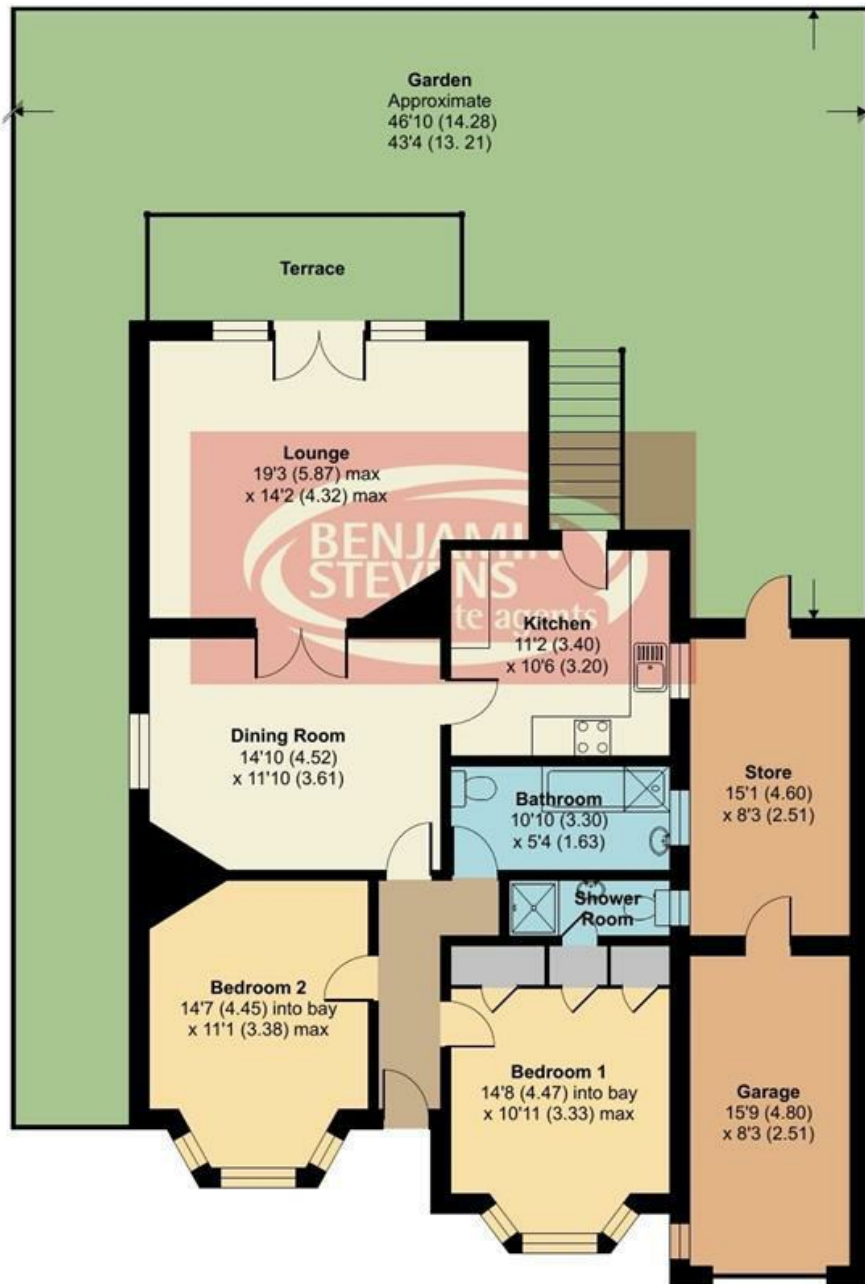 Garden
Approximate
46'10 (14.28)
43'4 (13. 21)
Terrace
Lounge
19'3 (5.87) max
x 14'2 (4.32) max
BENJAMIN
STEVENS
te agents
Kitchen
11'2 (3.40)
x 10'6 (3.20)
Dining Room
14'10 (4.52)
x 11'10 (3.61)
Store
15'1 (4.60)
x 8'3 (2.51)
Bathroom
10'10 (3.30)
x 5'4 (1.63)
Shower
Room
Bedroom 2
14'7 (4.45) into bay
x 11'1 (3.38) max
Bedroom 1
14'8 (4.47) into bay
x 10'11 (3.33) max
Garage
15'9 (4.80)
x 8'3 (2.51)